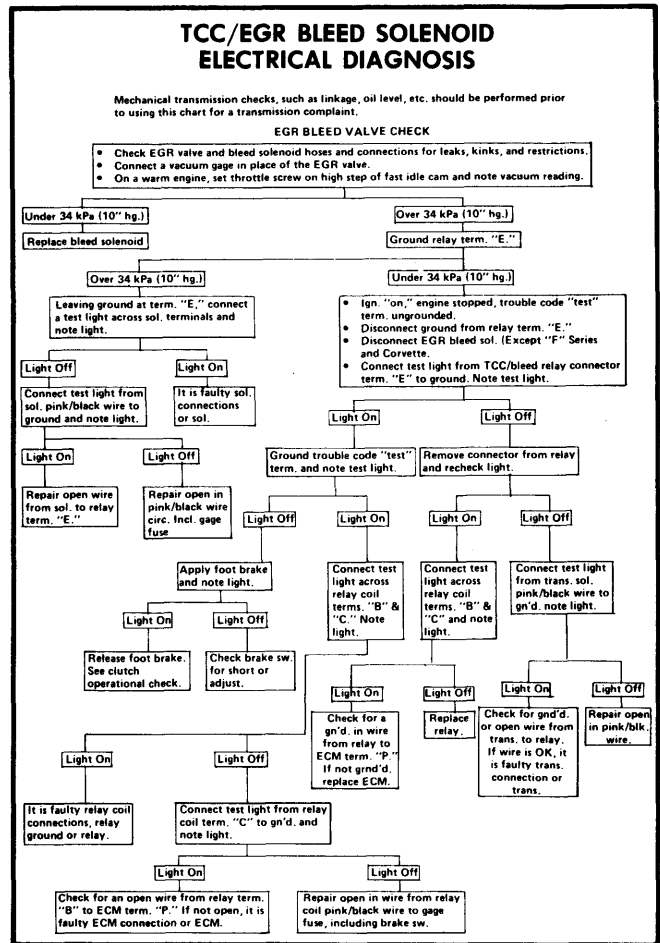 TCC/EGR BLEED SOLENOID
ELECTRICAL DIAGNOSIS
Mechanical transmission checks, such as linkage, oil level, etc. should be performed prior
to using this chart for a transmission complaint.
EGR BLEED VALVE CHECK
• Check EGR valve and bleed solenoid hoses and connections for leaks, kinks, and restrictions.
• Connect a vacuum gage in place of the EGR valve.
• On a warm engine, set throttle screw on high step of fast idle cam and note vacuum reading.
Under 34 kPa (10" hg.)
Replace bleed solenoid
Over 34 kPa (10" hg.)
Ground relay term. "E."
Over 34 kPa (10" hg.)
Leaving ground at term. "E," connect
a test light across sol. terminals and
note light.
Under 34 kPa (10" hg.)
• Ign. "on," engine stopped, trouble code "test"
term. ungrounded.
• Disconnect ground from relay term. "E."
• Disconnect EGR bleed sol. (Except "F" Series
and Corvette.
• Connect test light from TCC/bleed relay connector
term. "E" to ground. Note test light.
Light Off
Connect test light from
sol. pink/black wire to
ground and note light.
Light On
It is faulty sol.
connections
or sol.
Light On
Repair open wire
from sol. to relay
term. "E."
Light Off
Repair open in
pink/black wire
circ. Incl. gage
fuse
Light On
Ground trouble code "test"
term. and note test light.
Light Off
Remove connector from relay
and recheck light.
Light Off
Apply foot brake
and note light.
Light On
Connect test
light across
relay coil
terms. "B" &
"C." Note
light.
Light On
Connect test
light across
relay coil
terms. "B" &
"C" and note
light.
Light Off
Connect test light
from trans. sol.
pink/black wire to
gn'd. note light.
Light On
Release foot brake.
See clutch
operational check.
Light Off
Check brake sw.
for short or
adjust.
Light On
Check for a
gn'd. in wire
from relay to
ECM term. "P."
If not grnd'd.
replace ECM.
Light Off
Replace
relay.
Light On
Check for gnd'd.
or open wire from
trans. to relay.
If wire is OK, it
is faulty trans.
connection or
trans.
Light Off
Repair open
in pink/blk.
wire.
Light On
It is faulty relay coil
connections, relay
ground or relay.
Light Off
Connect test light from relay
coil term. "C" to gn'd. and
note light.
Light On
Check for an open wire from relay term.
"B" to ECM term. "P." If not open, it is
faulty ECM connection or ECM.
Light Off
Repair open in wire from relay
coil pink/black wire to gage
fuse, including brake sw.